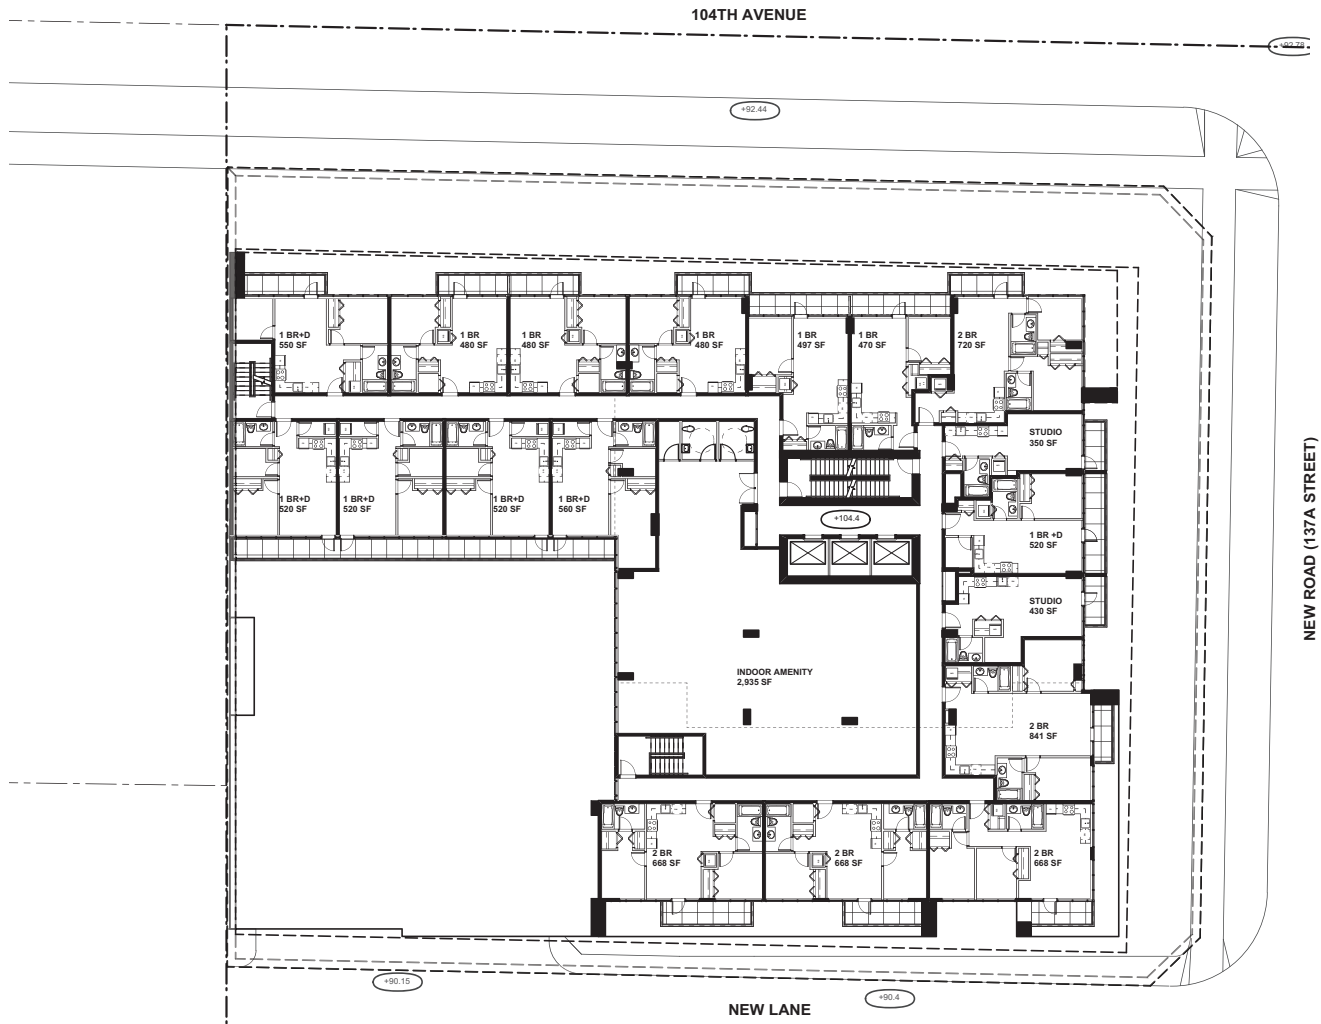 104TH AVENUE
+92.78
+92.44
1 BR+D
550 SF
1 BR
480 SF
1 BR
480 SF
1 BR
480 SF
1 BR
497 SF
1 BR
470 SF
2 BR
720 SF
STUDIO
350 SF
1 BR+D
520 SF
1 BR+D
520 SF
1 BR+D
520 SF
1 BR+D
560 SF
+104.4
1 BR +D
520 SF
STUDIO
430 SF
NEW ROAD (137A STREET)
INDOOR AMENITY
2,935 SF
2 BR
841 SF
2 BR
668 SF
2 BR
668 SF
2 BR
668 SF
+90.15
+90.4
NEW LANE